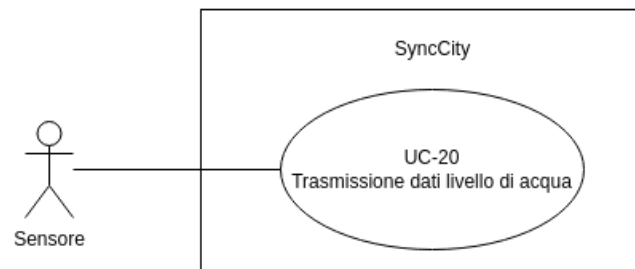 SyncCity
UC-20
Trasmissione dati livello di acqua
Sensore